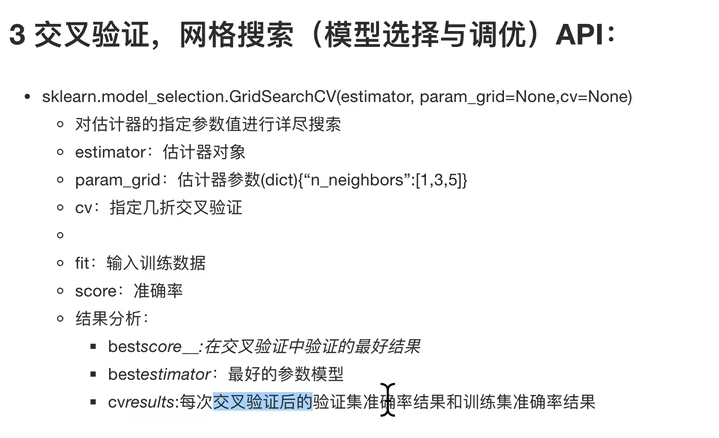 3 交叉验证，网格搜索（模型选择与调优）API：
sklearn.model_selection.GridSearchCV(estimator, param_grid=None,cv=None)
对估计器的指定参数值进行详尽搜索
estimator：估计器对象
param_grid：估计器参数(dict){“n_neighbors”:[1,3,5]}
cv：指定几折交叉验证
fit：输入训练数据
score：准确率
结果分析：
bestscore__:在交叉验证中验证的最好结果
bestestimator：最好的参数模型
cvresults:每次交叉验证后的验证集准确率结果和训练集准确率结果